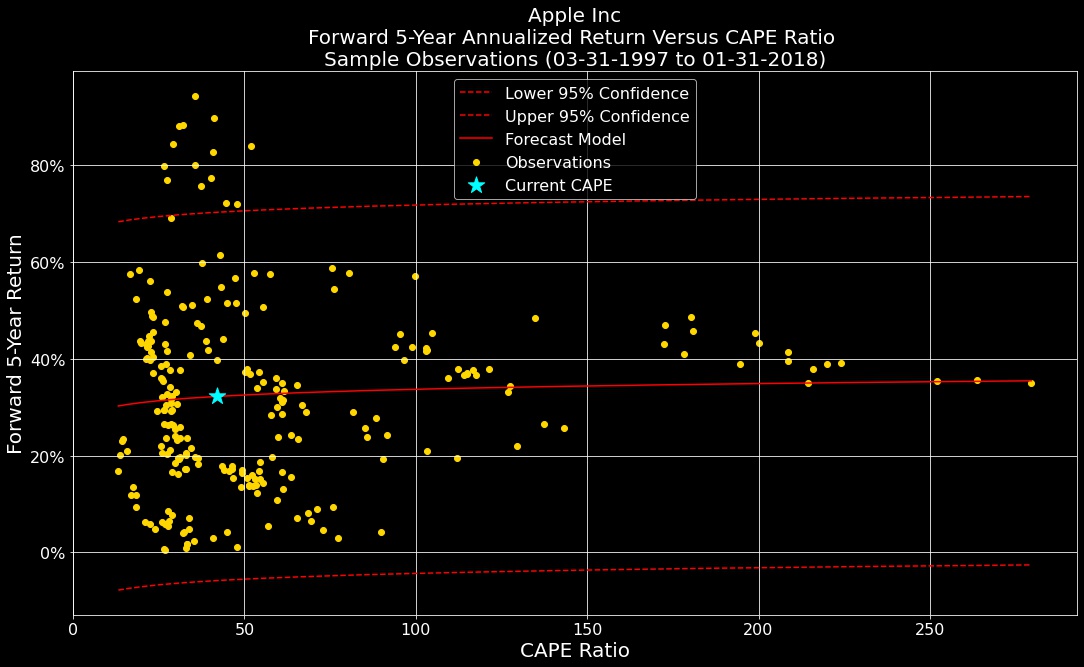 Apple Inc
Forward 5-Year Annualized Return Versus CAPE Ratio
Sample Observations (03-31-1997 to 01-31-2018)
Lower 95% Confidence
Upper 95% Confidence
Forecast Model
Observations
Current CAPE
Forward 5-Year Return
80%
60%
40%
20%
0%
0
50
100
150
200
250
CAPE Ratio